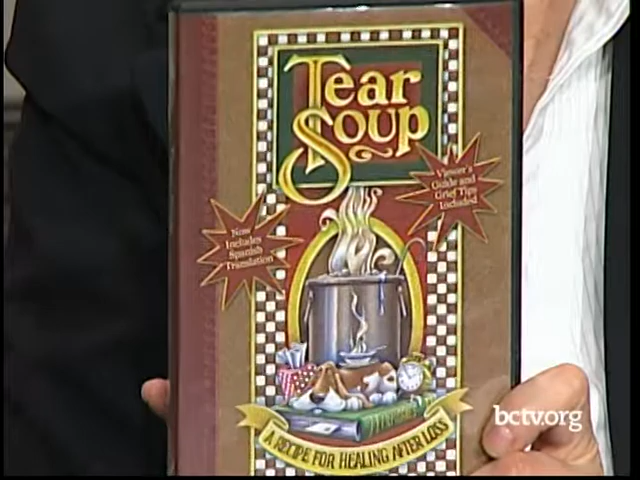 Tear
Soup
Viewer's
Guide and
Grief Tips
Included
Now
Includes
Spanish
Translation
A RECIPE FOR HEALING AFTER LOSS
bctv.org